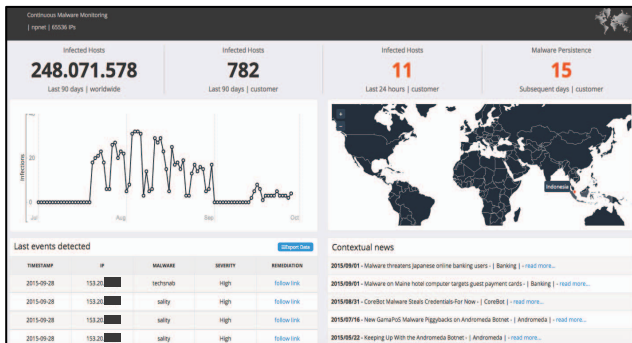 Continuous Malware Monitoring
| npnet | 65536 IPs
Infected Hosts
248.071.578
Last 90 days | worldwide
Infected Hosts
782
Last 90 days | customer
Infected Hosts
11
Last 24 hours | customer
Malware Persistence
15
Subsequent days | customer
Infections
20
0
Jul
Aug
Sep
Oct
+
-
Indonesia
Last events detected
Export Data
TIMESTAMP IP MALWARE SEVERITY REMEDIATION
2015-09-28 153.20. techsnab High follow link
2015-09-28 153.20. sality High follow link
2015-09-28 153.20. sality High follow link
2015-09-28 153.20. sality High follow link
Contextual news
2015/09/01 - Malware threatens Japanese online banking users - | Banking | - read more...
2015/09/01 - Malware on Maine hotel computer targets guest payment cards - | Banking | - read more...
2015/08/31 - CoreBot Malware Steals Credentials-For Now - | CoreBot | - read more...
2015/07/16 - New GamaPoS Malware Piggybacks on Andromeda Botnet - | Andromeda | - read more...
2015/05/22 - Keeping Up With the Andromeda Botnet - | Andromeda | - read more...